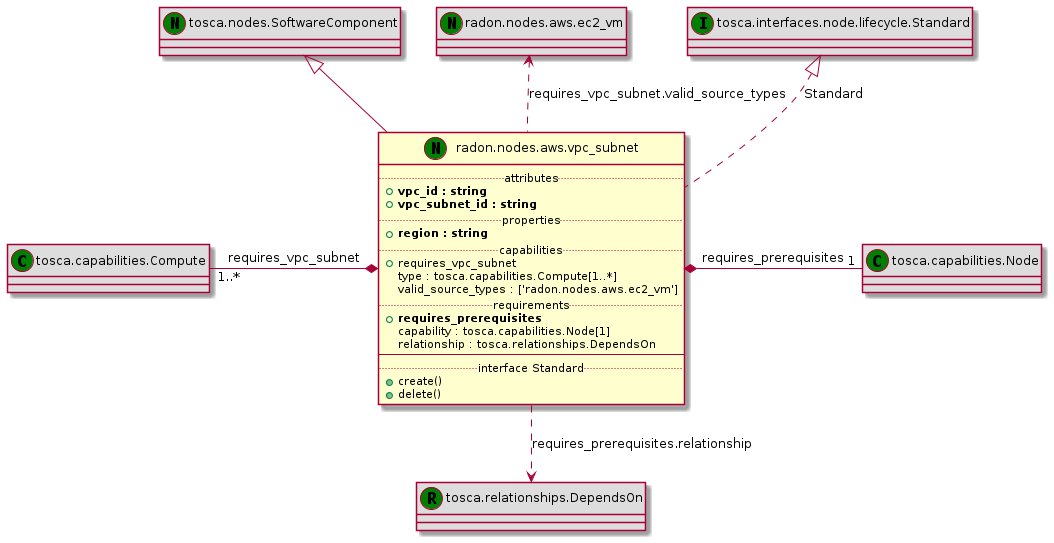 N tosca.nodes.SoftwareComponent
N radon.nodes.aws.ec2_vm
I tosca.interfaces.node.lifecycle.Standard
requires_vpc_subnet.valid_source_types
Standard
N radon.nodes.aws.vpc_subnet
attributes
vpc_id : string
vpc_subnet_id : string
properties
region : string
capabilities
requires_vpc_subnet
type : tosca.capabilities.Compute[1..*]
valid_source_types : ['radon.nodes.aws.ec2_vm']
requirements
requires_prerequisites
capability : tosca.capabilities.Node[1]
relationship : tosca.relationships.DependsOn
interface Standard
create()
delete()
C tosca.capabilities.Compute
requires_vpc_subnet
1..*
requires_prerequisites
1
C tosca.capabilities.Node
requires_prerequisites.relationship
R tosca.relationships.DependsOn